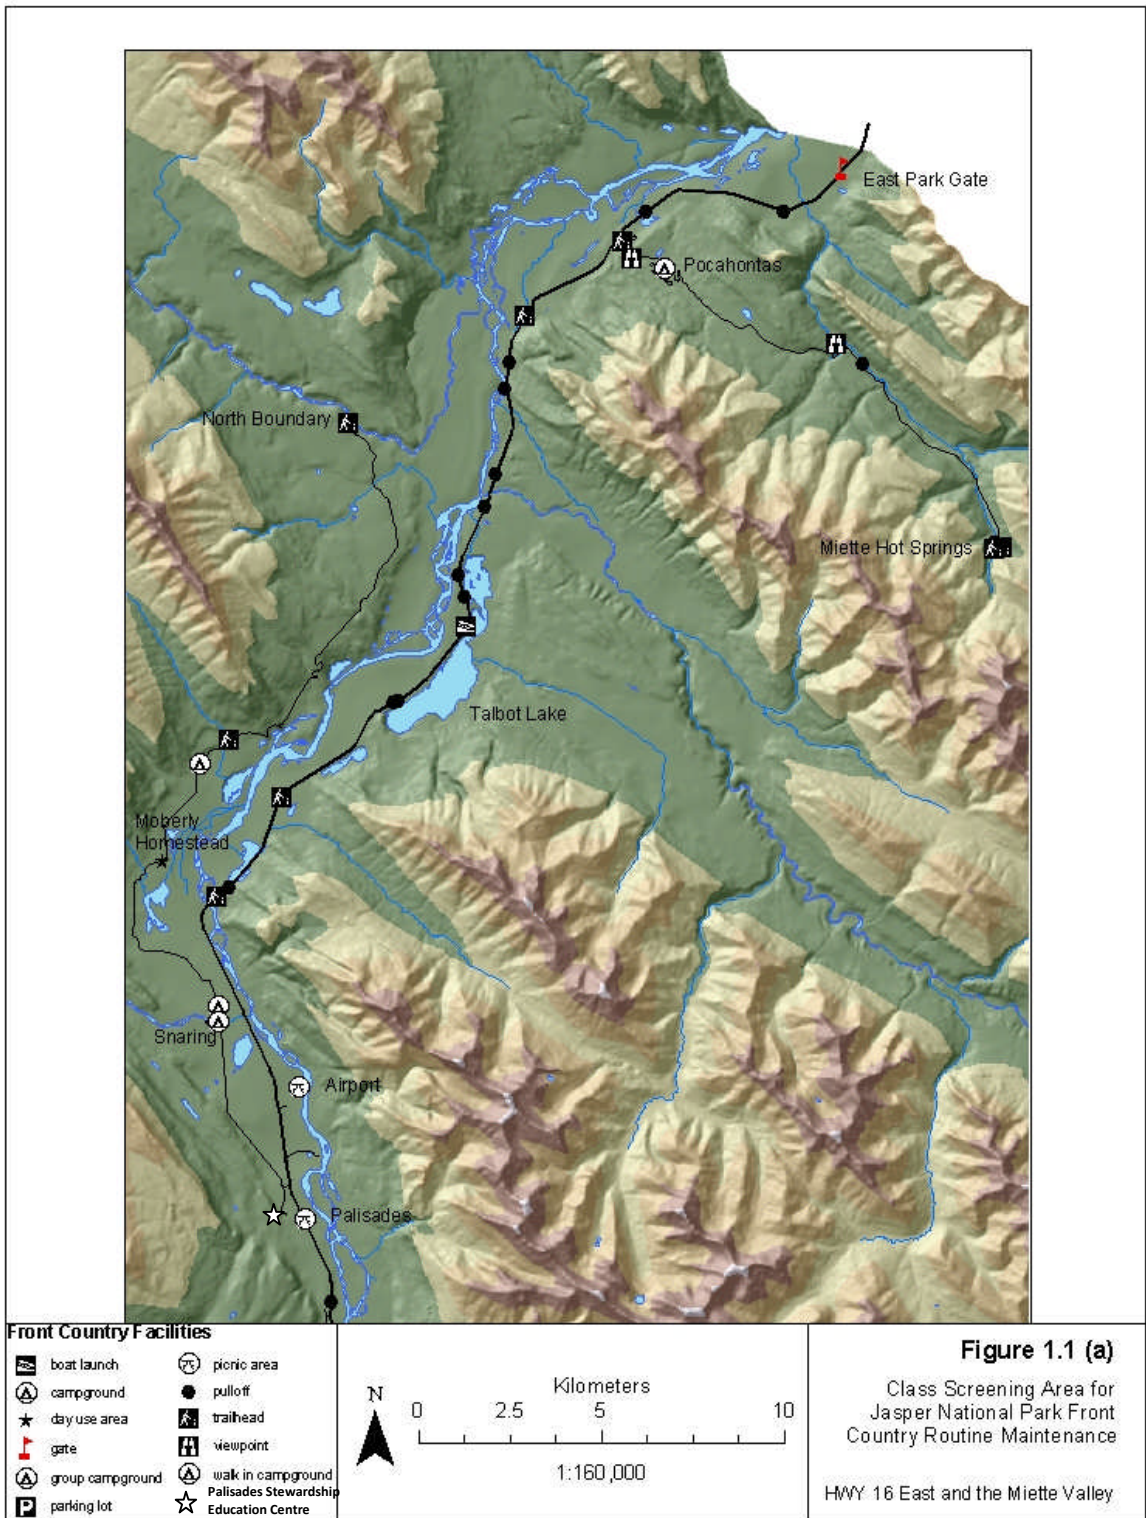 East Park Gate
Pocahontas
North Boundary
Miette Hot Springs
Talbot Lake
Moberly
Homestead
Snaring
Airport
Palisades
Front Country Facilities
boat launch
campground
day use area
gate
group campground
P parking lot
picnic area
pulloff
trailhead
viewpoint
walk in campground
Palisades Stewardship
Education Centre
N
Kilometers
0 2.5 5 10
1:160,000
Figure 1.1 (a)
Class Screening Area for
Jasper National Park Front
Country Routine Maintenance
HWY 16 East and the Miette Valley